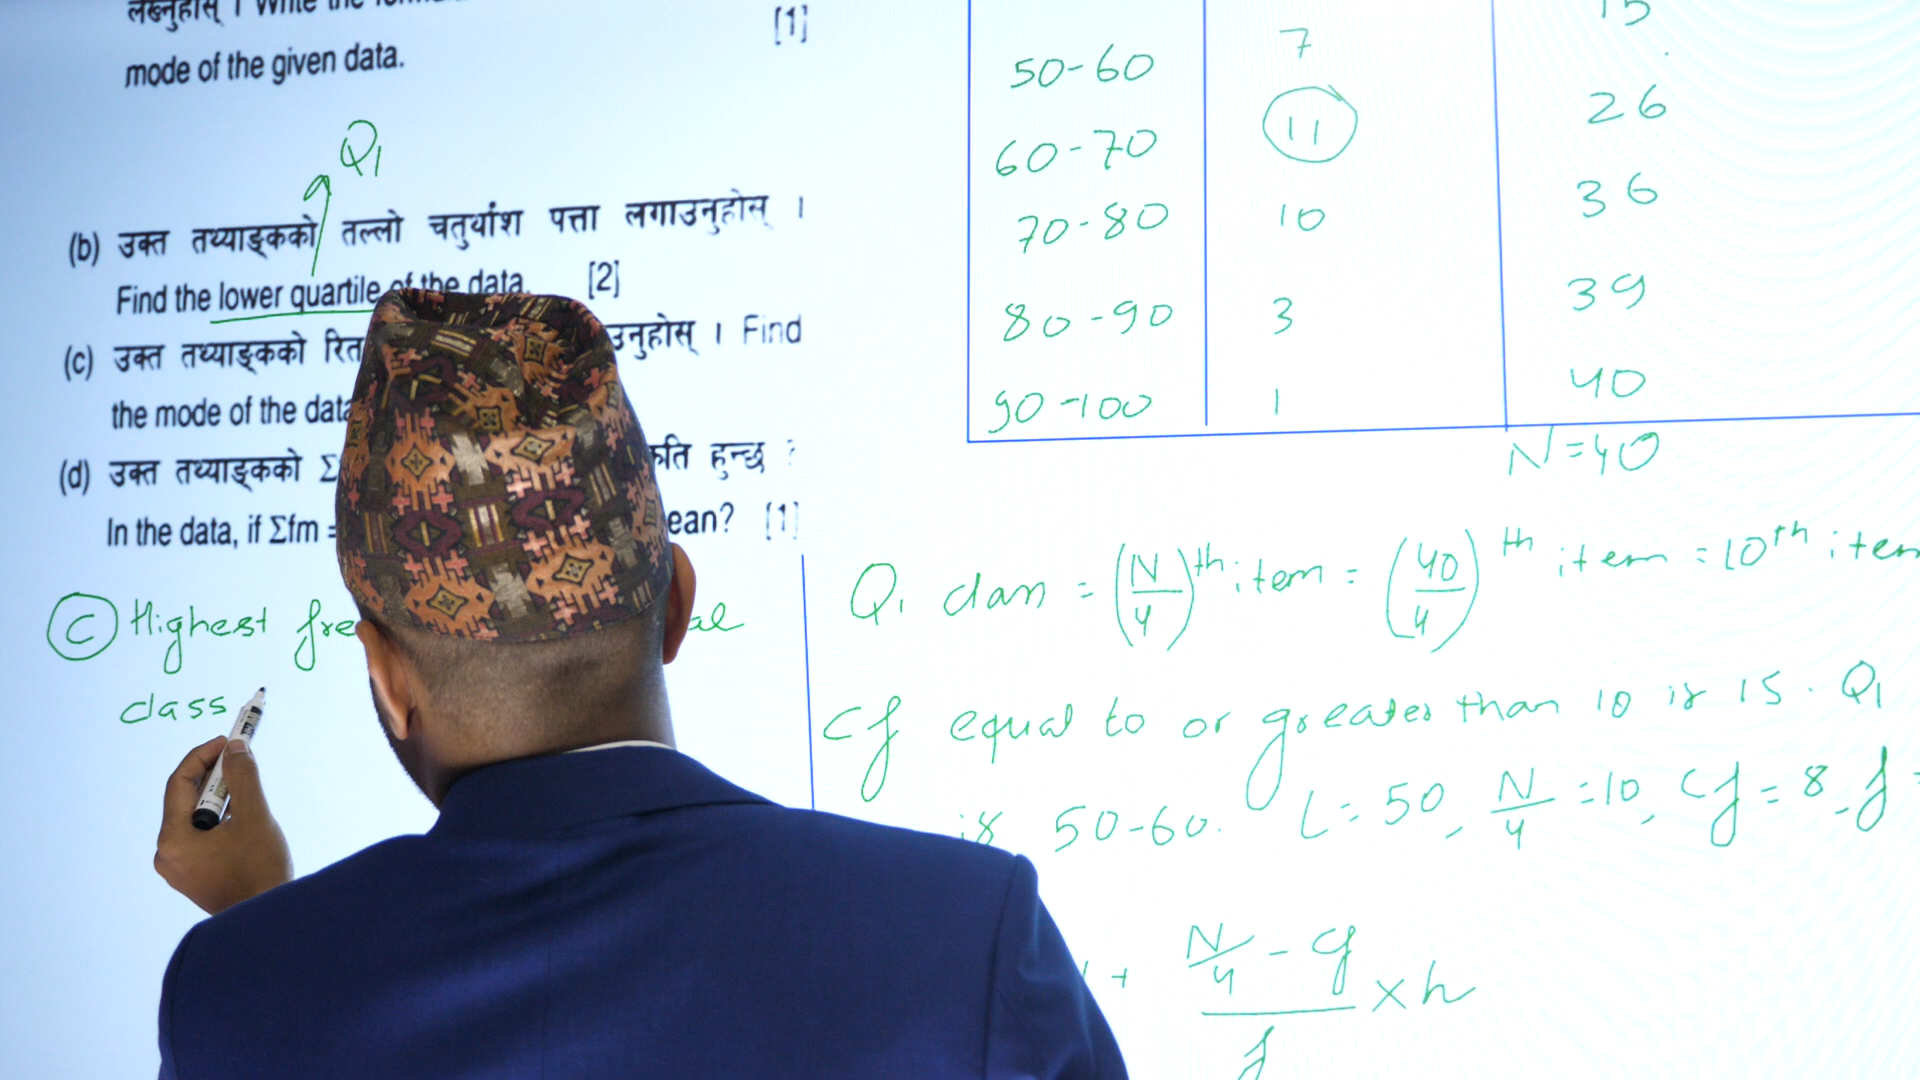 mode of the given data. [1]
Q1
(b) उक्त तथ्याङ्कको तल्लो चतुर्थांश पत्ता लगाउनुहोस् ।
Find the lower quartile of the data. [2]
(c) उक्त तथ्याङ्कको उनुहोस् । Find
the mode of the data
(d) उक्त तथ्याङ्कको Σ कति हुन्छ ?
In the data, if Σfm = ean? [1]
C Highest fre al
class
15
50-60 7
60-70 11 26
70-80 10 36
80-90 3 39
90-100 1 40
N=40
Q1 class = (N/4)th item = (40/4)th item = 10th item
cf equal to or greater than 10 is 15. Q1
is 50-60. L = 50, N/4 = 10, cf = 8, f =
+ (N/4 - cf)/f × h